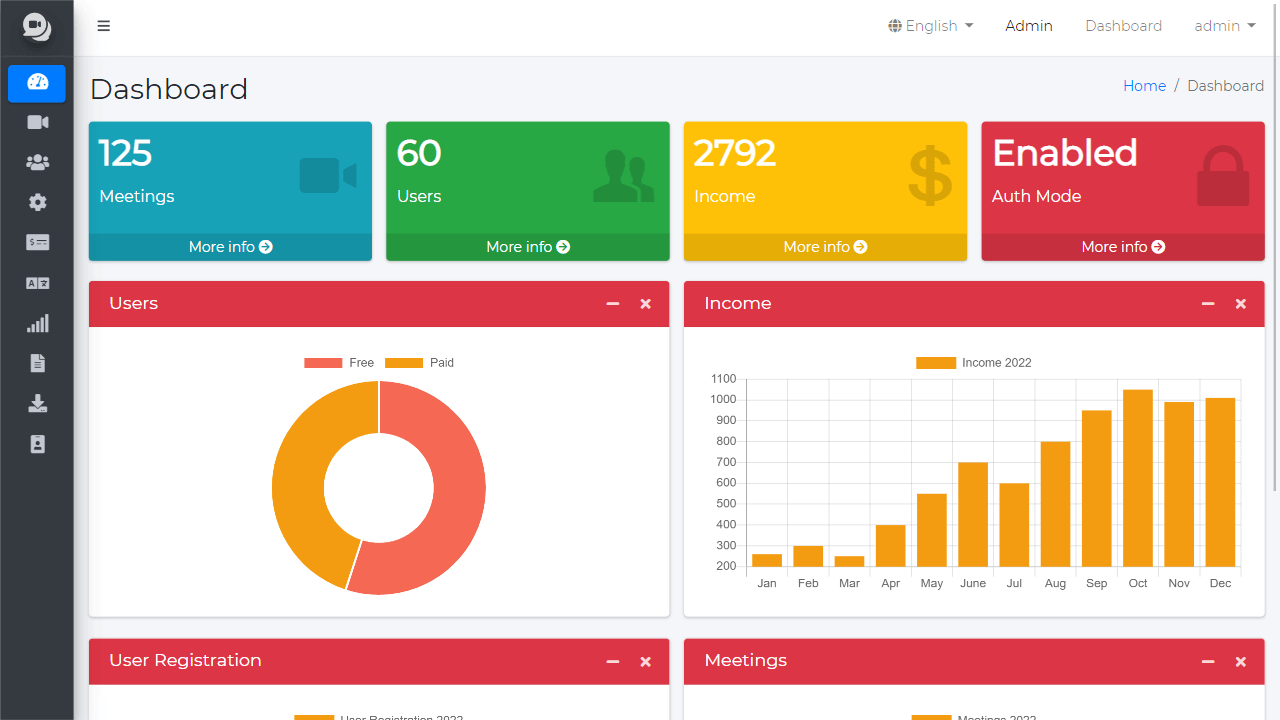 English
Admin
Dashboard
admin
Dashboard
Home / Dashboard
125
Meetings
More info
60
Users
More info
2792
Income
More info
Enabled
Auth Mode
More info
Users
Free Paid
Income
Income 2022
1100
1000
900
800
700
600
500
400
300
200
Jan Feb Mar Apr May June Jul Aug Sep Oct Nov Dec
User Registration
User Registration 2022
Meetings
Meetings 2022